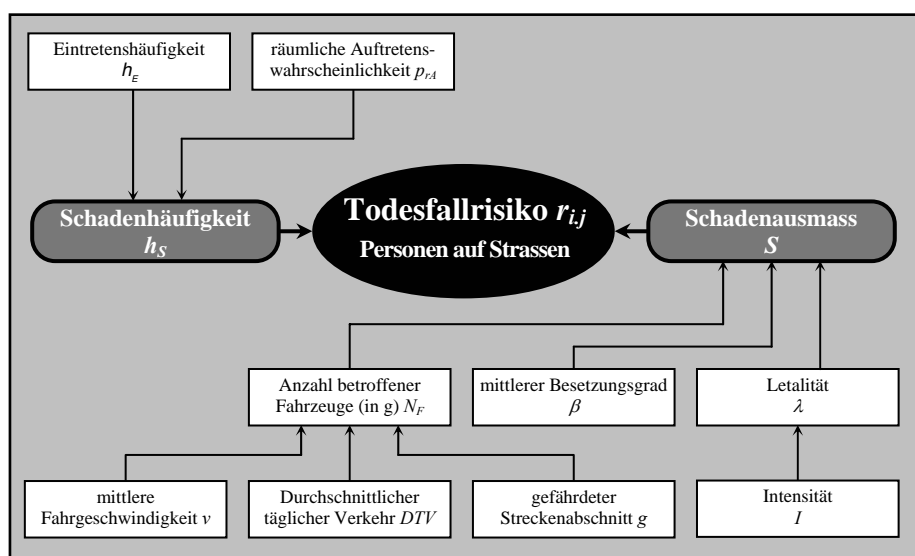 Eintretenshäufigkeit
h_E
räumliche Auftretens-
wahrscheinlichkeit p_rA
Schadenhäufigkeit
h_S
Todesfallrisiko r_i.j
Personen auf Strassen
Schadenausmass
S
Anzahl betroffener
Fahrzeuge (in g) N_F
mittlerer Besetzungsgrad
β
Letalität
λ
mittlere
Fahrgeschwindigkeit v
Durchschnittlicher
täglicher Verkehr DTV
gefährdeter
Streckenabschnitt g
Intensität
I